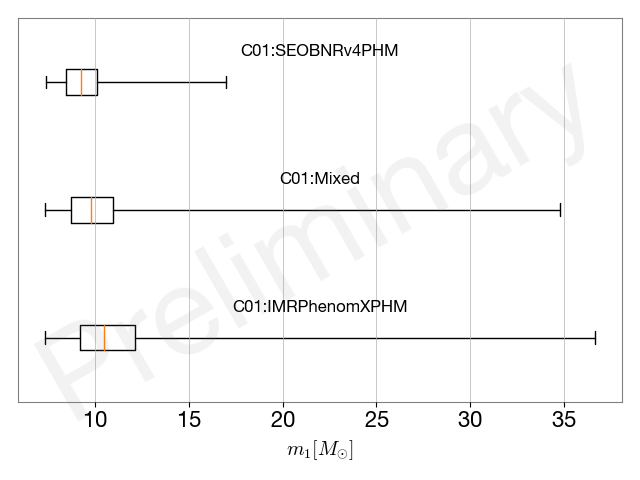 C01:SEOBNRv4PHM
C01:Mixed
C01:IMRPhenomXPHM
Preliminary
10 15 20 25 30 35
m₁[M⊙]